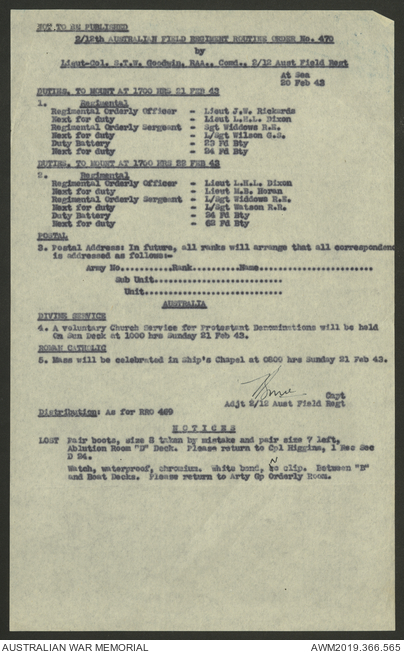 NOT TO BE PUBLISHED
2/12th AUSTRALIAN FIELD REGIMENT ROUTINE ORDER No. 470
by
Lieut-Col. S.T.W. Goodwin, RAA., Comd., 2/12 Aust Field Regt
At Sea
20 Feb 43
DUTIES, TO MOUNT AT 1700 HRS 21 FEB 43
1. Regimental
Regimental Orderly Officer - Lieut J.W. Rickards
Next for duty - Lieut L.H.L. Dixon
Regimental Orderly Sergeant - Sgt Widdows R.H.
Next for duty - L/Sgt Wilson G.S.
Duty Battery - 23 Fd Bty
Next for duty - 24 Fd Bty
DUTIES, TO MOUNT AT 1700 HRS 22 FEB 43
2. Regimental
Regimental Orderly Officer - Lieut L.H.L. Dixon
Next for duty - Lieut M.B. Horan
Regimental Orderly Sergeant - L/Sgt Widdows R.H.
Next for duty - L/Sgt Watson R.R.
Duty Battery - 24 Fd Bty
Next for duty - 62 Fd Bty
POSTAL
3. Postal Address: In future, all ranks will arrange that all correspondenc
is addressed as follows:-
Army No...........Rank..........Name........................
Sub Unit............................
Unit............................
AUSTRALIA
DIVINE SERVICE
4. A voluntary Church Service for Protestant Denominations will be held
On Sun Deck at 1000 hrs Sunday 21 Feb 43.
ROMAN CATHOLIC
5. Mass will be celebrated in Ship's Chapel at 0800 hrs Sunday 21 Feb 43.
Capt
Adjt 2/12 Aust Field Regt
Distribution: As for RRO 469
NOTICES
LOST Pair boots, size 8 taken by mistake and pair size 7 left,
Ablution Room "D" Deck. Please return to Cpl Higgins, 1 Rec Sec
D 24.
Watch, waterproof, chromium. White band, no clip. Between "B"
and Boat Decks. Please return to Arty Gp Orderly Room.
AUSTRALIAN WAR MEMORIAL
AWM2019.366.565